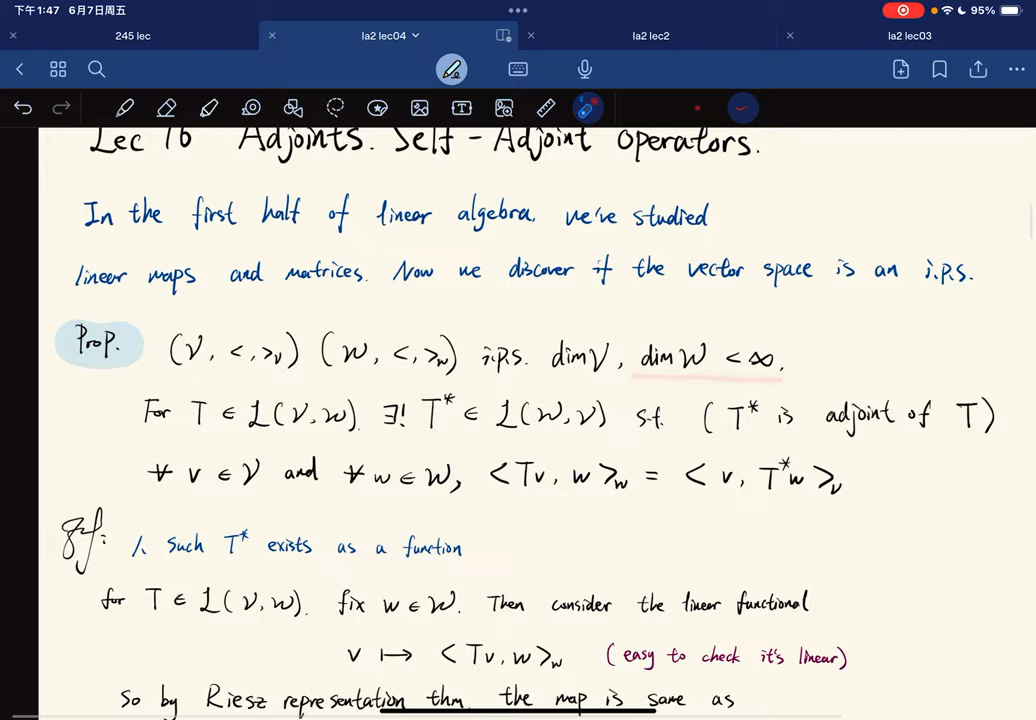 下午1:47 6月7日周五
95%
245 lec
la2 lec04
la2 lec2
la2 lec03
Lec 16 Adjoints. Self-Adjoint Operators.
In the first half of linear algebra, we've studied
linear maps and matrices. Now we discover if the vector space is an i.p.s.
Prop. (V, <,>_V) (W, <,>_W) i.p.s. dim V, dim W < ∞.
For T ∈ L(V, W). ∃! T* ∈ L(W, V) s.t. (T* is adjoint of T)
∀ v ∈ V and ∀ w ∈ W, <Tv, w>_W = <v, T*w>_V
pf: 1. Such T* exists as a function
for T ∈ L(V, W). fix w ∈ W. Then consider the linear functional
v ↦ <Tv, w>_W (easy to check it's linear)
So by Riesz representation thm. the map is same as